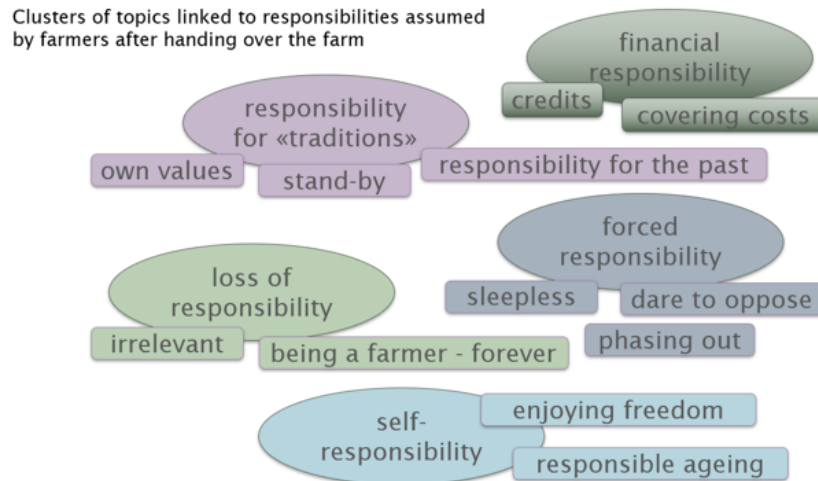 Clusters of topics linked to responsibilities assumed
by farmers after handing over the farm
financial
responsibility
credits
covering costs
responsibility
for «traditions»
own values
stand-by
responsibility for the past
forced
responsibility
sleepless
dare to oppose
phasing out
loss of
responsibility
irrelevant
being a farmer - forever
self-
responsibility
enjoying freedom
responsible ageing